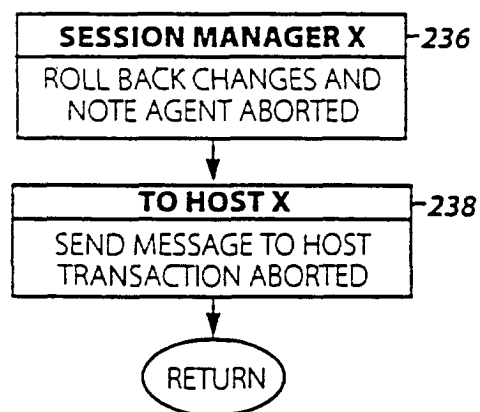 SESSION MANAGER X
236
ROLL BACK CHANGES AND
NOTE AGENT ABORTED
TO HOST X
238
SEND MESSAGE TO HOST
TRANSACTION ABORTED
RETURN